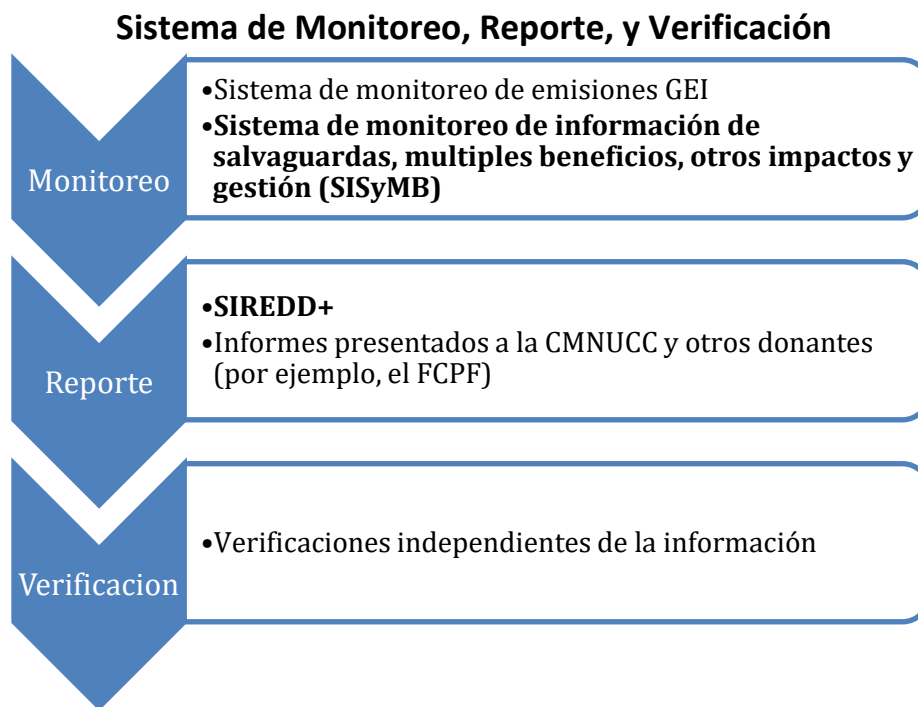 Sistema de Monitoreo, Reporte, y Verificación
Monitoreo
•Sistema de monitoreo de emisiones GEI
•Sistema de monitoreo de información de
salvaguardas, multiples beneficios, otros impactos y
gestión (SISyMB)
Reporte
•SIREDD+
•Informes presentados a la CMNUCC y otros donantes
(por ejemplo, el FCPF)
Verificacion
•Verificaciones independientes de la información